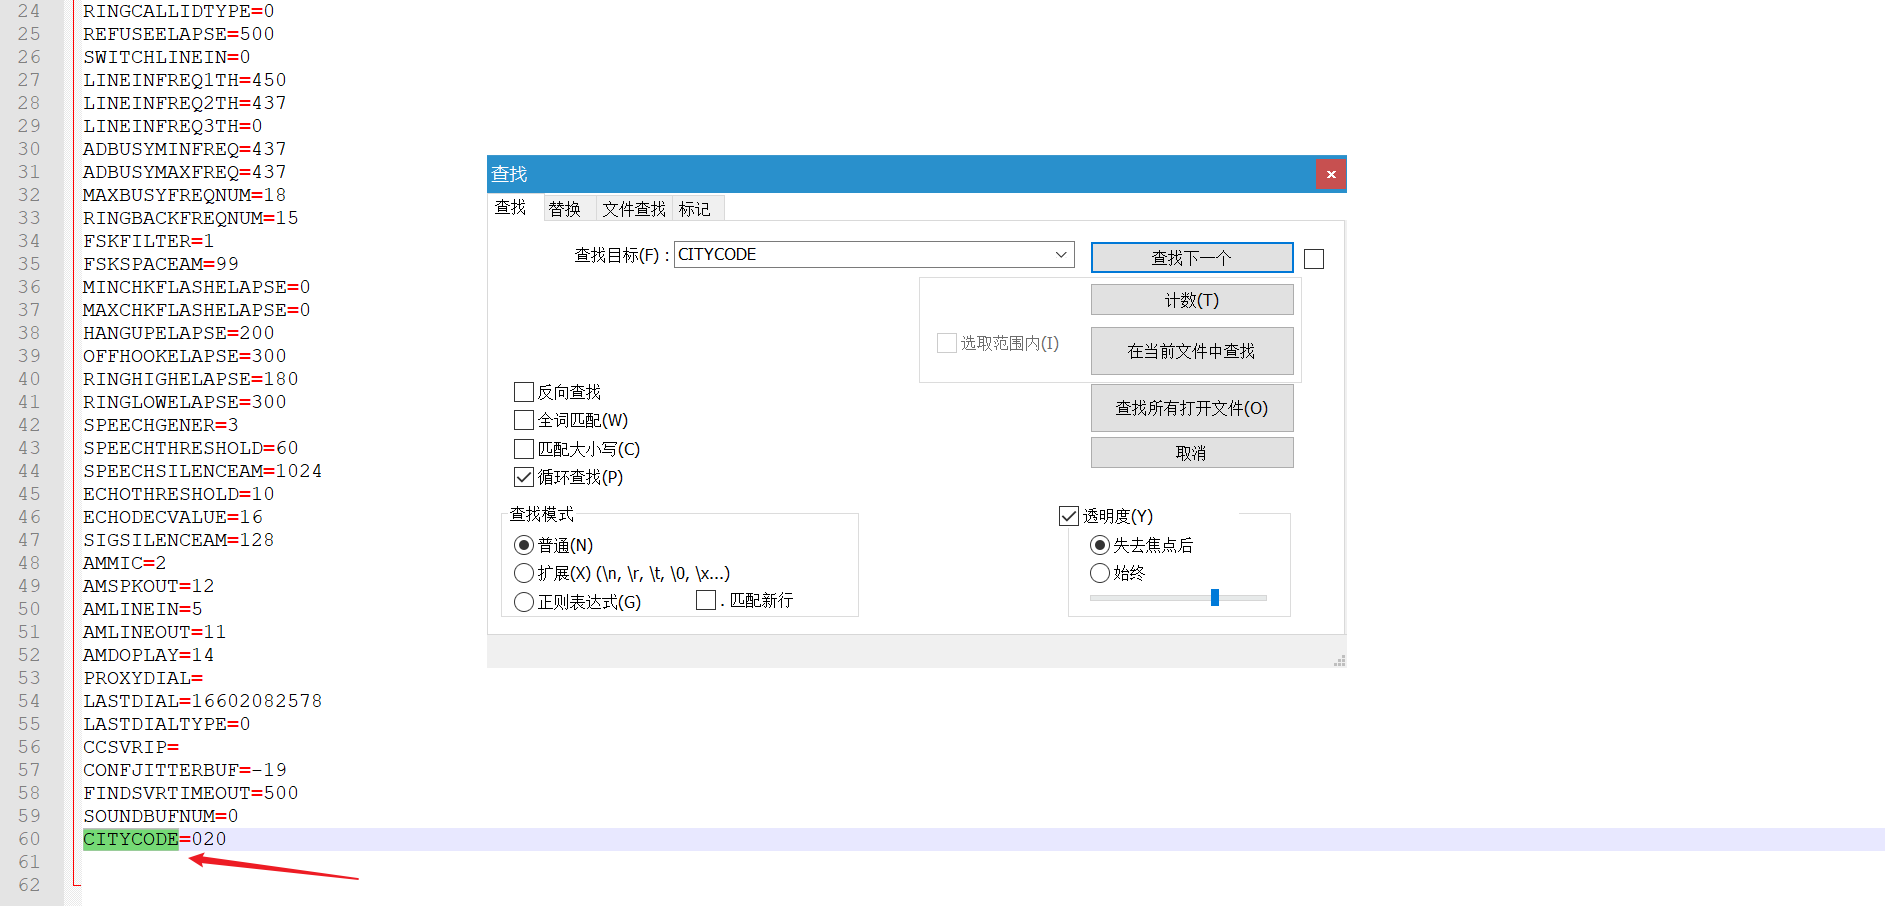 24 RINGCALLIDTYPE=0
25 REFUSEELAPSE=500
26 SWITCHLINEIN=0
27 LINEINFREQ1TH=450
28 LINEINFREQ2TH=437
29 LINEINFREQ3TH=0
30 ADBUSYMINFREQ=437
31 ADBUSYMAXFREQ=437
32 MAXBUSYFREQNUM=18
33 RINGBACKFREQNUM=15
34 FSKFILTER=1
35 FSKSPACEAM=99
36 MINCHKFLASHELAPSE=0
37 MAXCHKFLASHELAPSE=0
38 HANGUPELAPSE=200
39 OFFHOOKELAPSE=300
40 RINGHIGHELAPSE=180
41 RINGLOWELAPSE=300
42 SPEECHGENER=3
43 SPEECHTHRESHOLD=60
44 SPEECHSILENCEAM=1024
45 ECHOTHRESHOLD=10
46 ECHODECVALUE=16
47 SIGSILENCEAM=128
48 AMMIC=2
49 AMSPKOUT=12
50 AMLINEIN=5
51 AMLINEOUT=11
52 AMDOPLAY=14
53 PROXYDIAL=
54 LASTDIAL=16602082578
55 LASTDIALTYPE=0
56 CCSVRIP=
57 CONFJITTERBUF=-19
58 FINDSVRTIMEOUT=500
59 SOUNDBUFNUM=0
60 CITYCODE=020
61
62
查找
查找 替换 文件查找 标记
查找目标(F)： CITYCODE
查找下一个
计数(T)
选取范围内(I)
在当前文件中查找
反向查找
查找所有打开文件(O)
全词匹配(W)
匹配大小写(C)
取消
循环查找(P)
查找模式
普通(N)
扩展(X) (\n, \r, \t, \0, \x...)
正则表达式(G) . 匹配新行
透明度(Y)
失去焦点后
始终